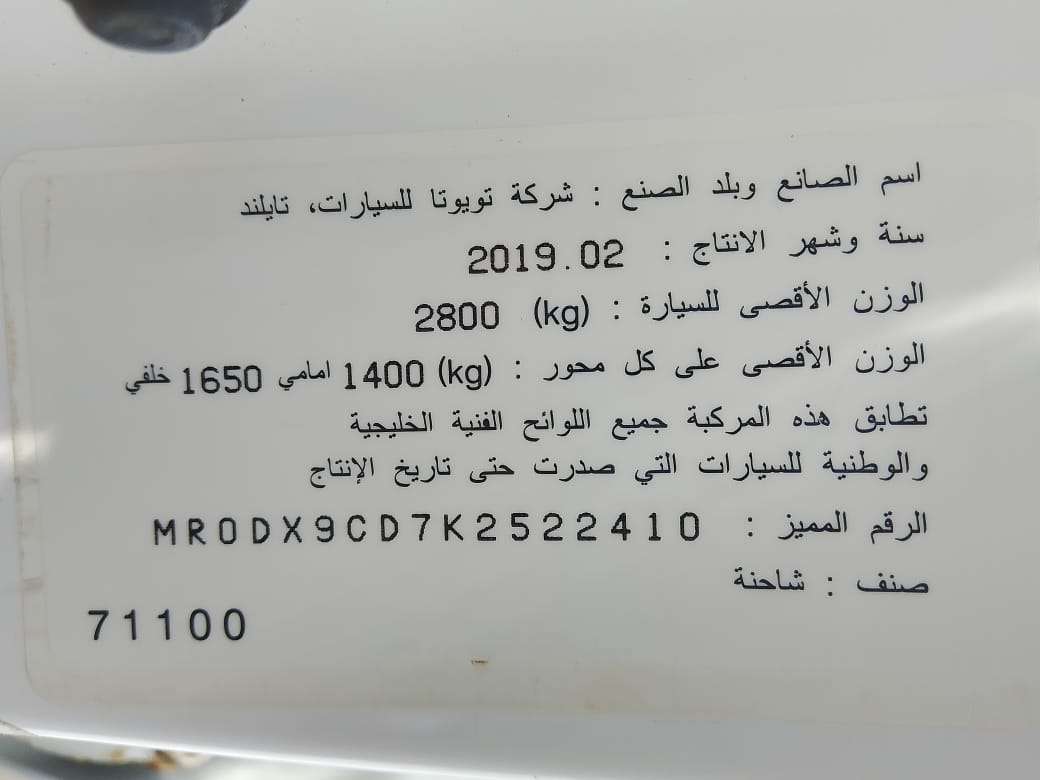 اسم الصانع وبلد الصنع : شركة تويوتا للسيارات، تايلند
سنة وشهر الانتاج : 2019.02
الوزن الأقصى للسيارة : (kg) 2800
الوزن الأقصى على كل محور : (kg) 1400 امامي 1650 خلفي
تطابق هذه المركبة جميع اللوائح الفنية الخليجية
والوطنية للسيارات التي صدرت حتى تاريخ الإنتاج
الرقم المميز : MR0DX9CD7K2522410
صنف : شاحنة
71100